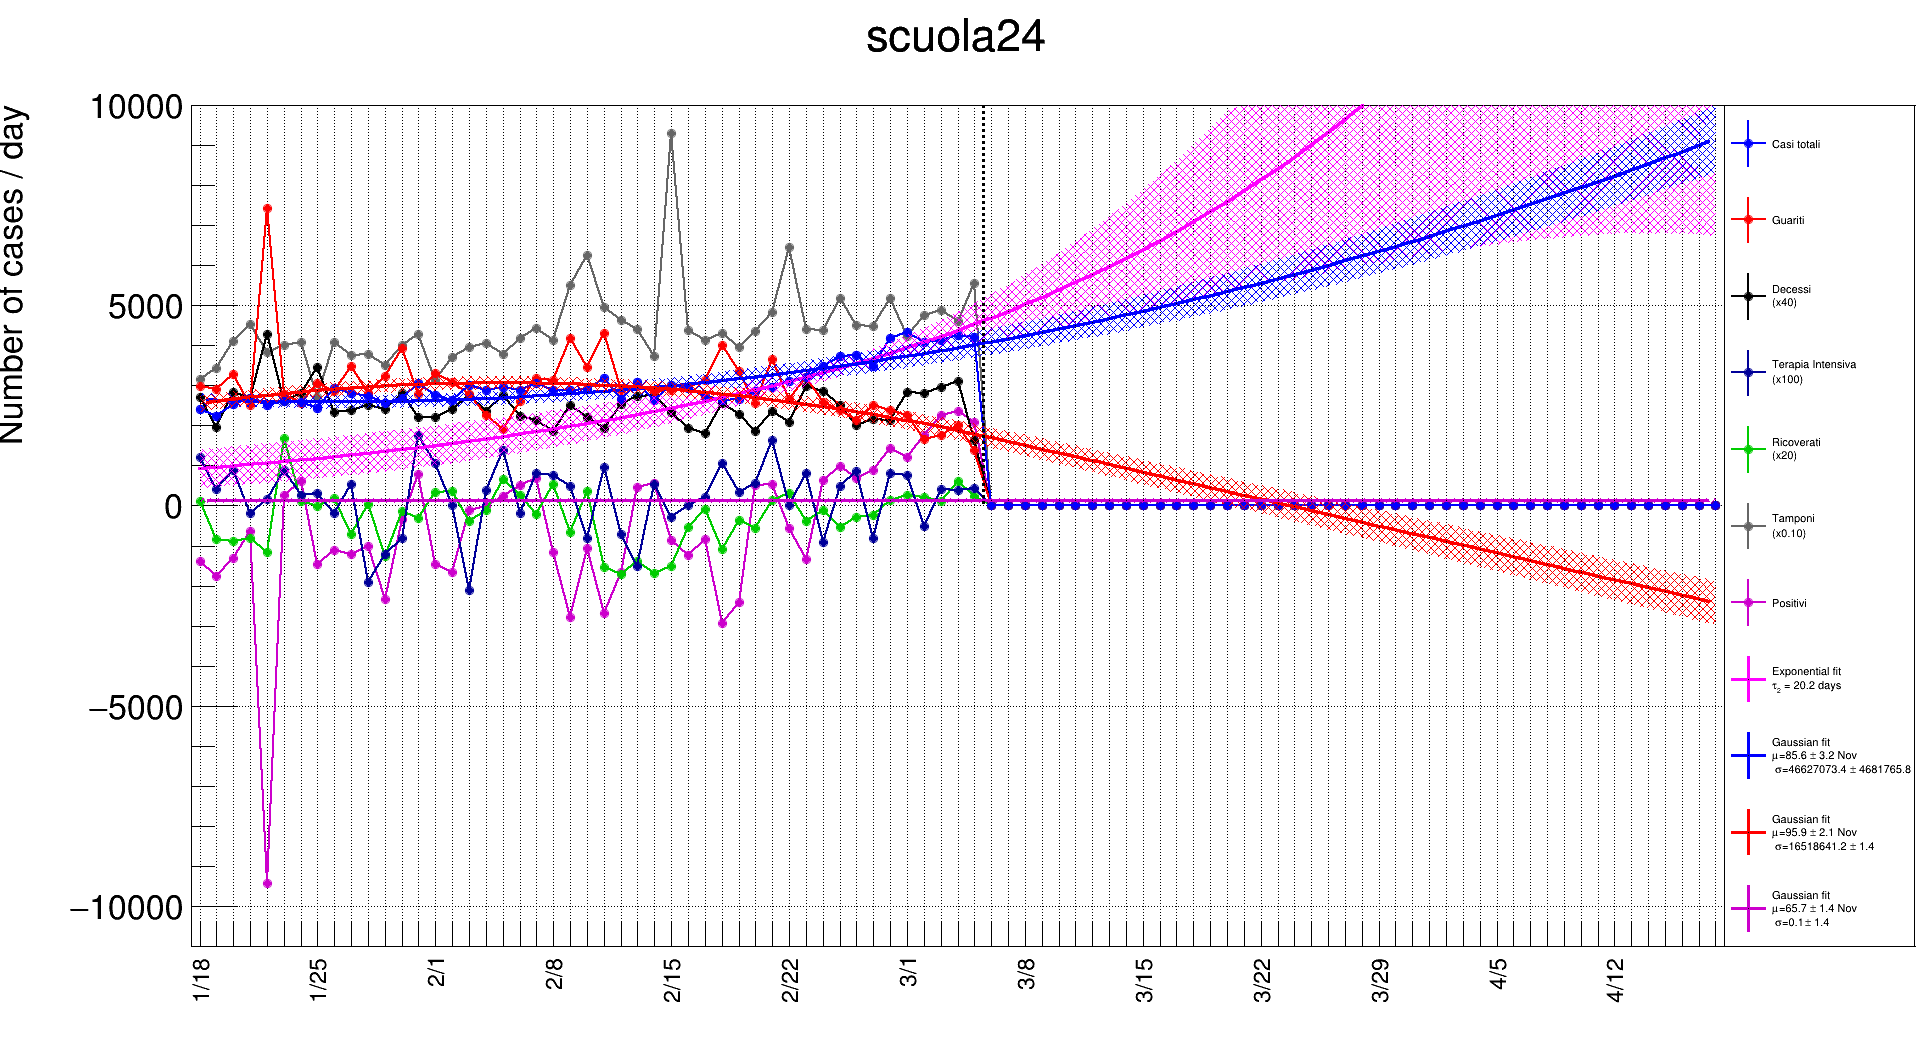 scuola24
Number of cases / day
10000
5000
0
−5000
−10000
1/18
1/25
2/1
2/8
2/15
2/22
3/1
3/8
3/15
3/22
3/29
4/5
4/12
Casi totali
Guariti
Decessi
(x40)
Terapia Intensiva
(x100)
Ricoverati
(x20)
Tamponi
(x0.10)
Positivi
Exponential fit
τ2 = 20.2 days
Gaussian fit
μ=85.6 ± 3.2 Nov
σ=46627073.4 ± 4681765.8
Gaussian fit
μ=95.9 ± 2.1 Nov
σ=16518641.2 ± 1.4
Gaussian fit
μ=65.7 ± 1.4 Nov
σ=0.1 ± 1.4